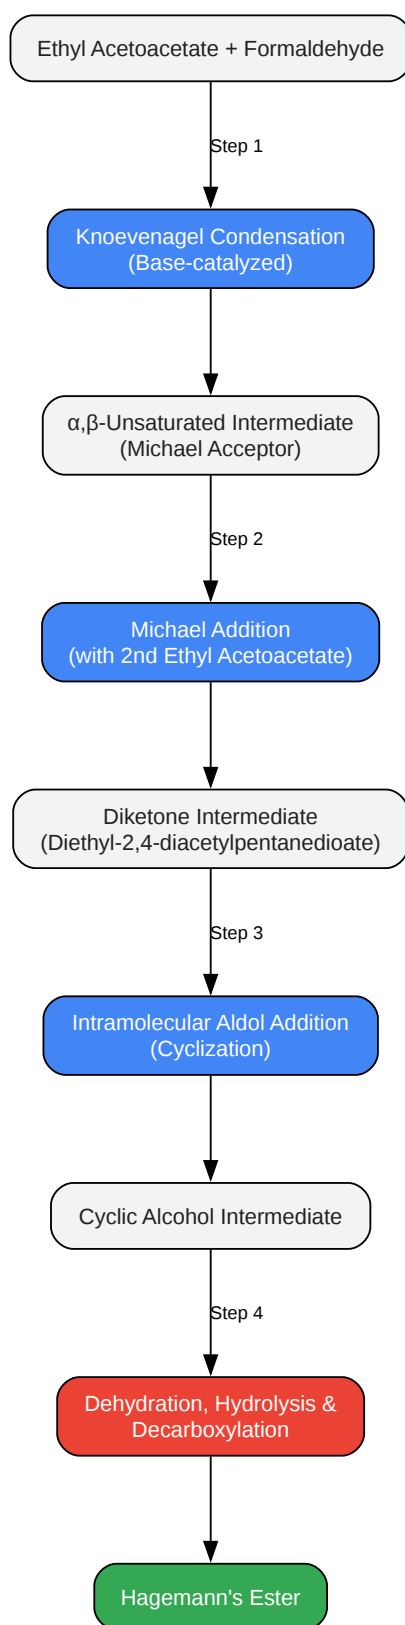 Ethyl Acetoacetate + Formaldehyde
Step 1
Knoevenagel Condensation
(Base-catalyzed)
α,β-Unsaturated Intermediate
(Michael Acceptor)
Step 2
Michael Addition
(with 2nd Ethyl Acetoacetate)
Diketone Intermediate
(Diethyl-2,4-diacetylpentanedioate)
Step 3
Intramolecular Aldol Addition
(Cyclization)
Cyclic Alcohol Intermediate
Step 4
Dehydration, Hydrolysis &
Decarboxylation
Hagemann's Ester